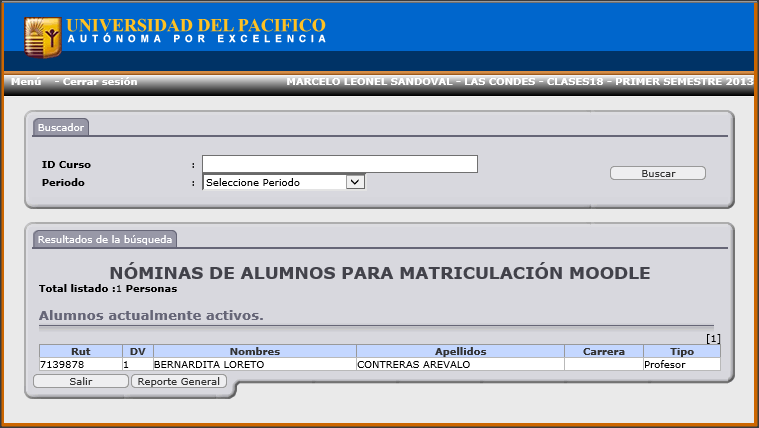 UNIVERSIDAD DEL PACIFICO
AUTÓNOMA POR EXCELENCIA
Menú - Cerrar sesión MARCELO LEONEL SANDOVAL - LAS CONDES - CLASES18 - PRIMER SEMESTRE 2013
Buscador
ID Curso :
Buscar
Periodo : Seleccione Periodo
Resultados de la búsqueda
NÓMINAS DE ALUMNOS PARA MATRICULACIÓN MOODLE
Total listado :1 Personas
Alumnos actualmente activos.
[1]
Rut DV Nombres Apellidos Carrera Tipo
7139878 1 BERNARDITA LORETO CONTRERAS AREVALO Profesor
Salir Reporte General